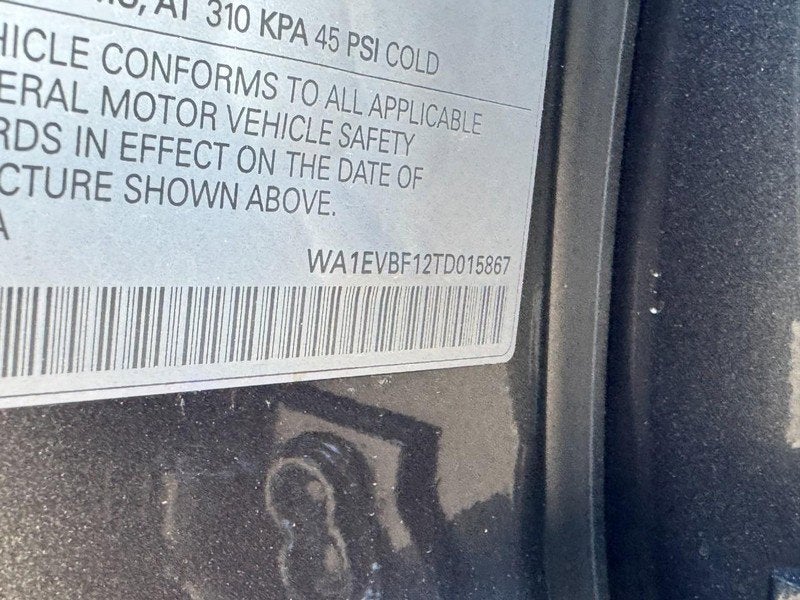 AT 310 KPA 45 PSI COLD
HICLE CONFORMS TO ALL APPLICABLE
ERAL MOTOR VEHICLE SAFETY
RDS IN EFFECT ON THE DATE OF
CTURE SHOWN ABOVE.
A
WA1EVBF12TD015867